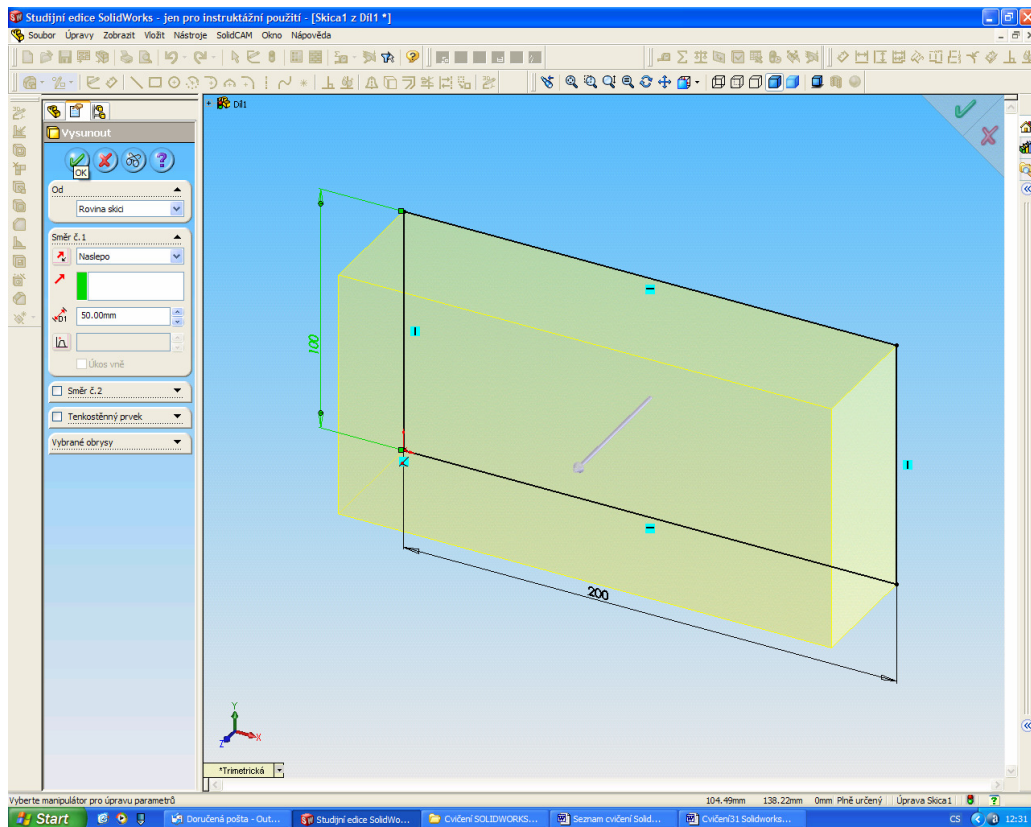 Studijní edice SolidWorks - jen pro instruktážní použití - [Skica1 z Díl1 *]
Soubor Úpravy Zobrazit Vložit Nástroje SolidCAM Okno Nápověda
Díl1
Vysunout
OK
Od
Rovina skici
Směr č.1
Naslepo
D1
50.00mm
Úkos vně
Směr č.2
Tenkostěnný prvek
Vybrané obrysy
100
200
Y
X
Z
*Trimetrická
Vyberte manipulátor pro úpravu parametrů
104.49mm 138.22mm 0mm Plně určený Úprava Skica1
Start Doručená pošta - Out... Studijní edice SolidWo... Cvičení SOLIDWORKS... Seznam cvičení Solid... Cvičení31 Solidworks... CS 12:31